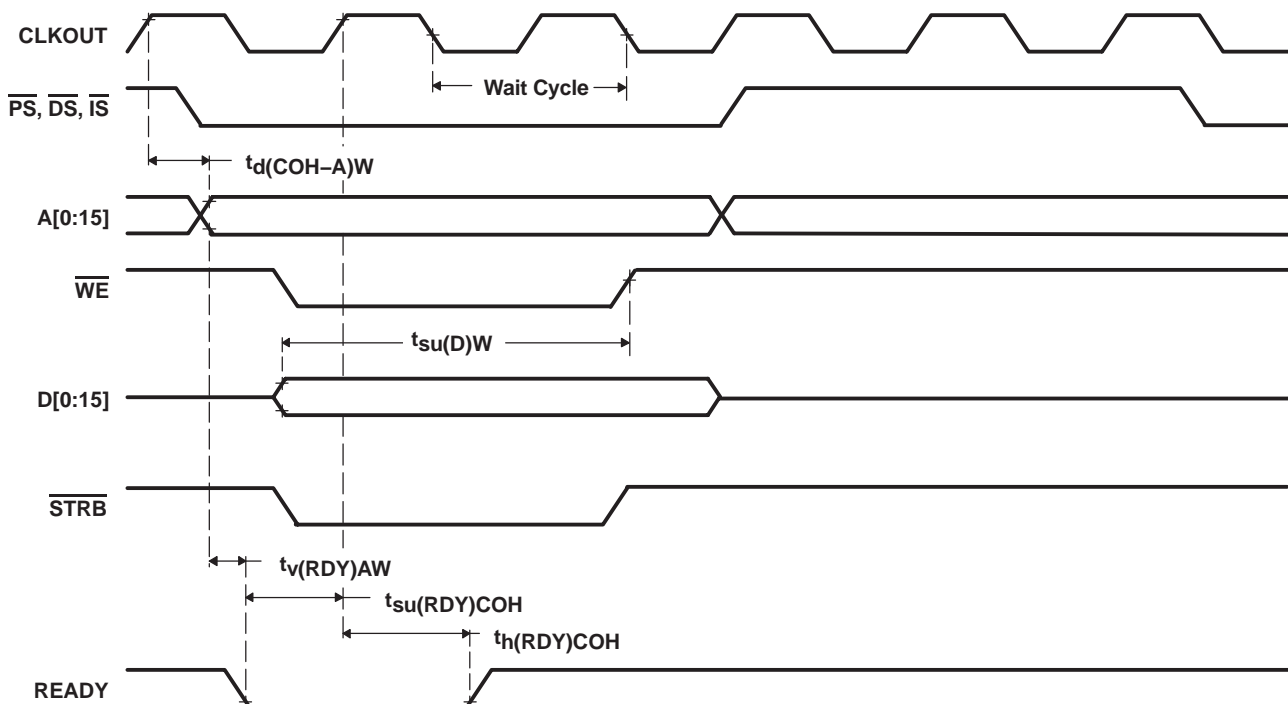 CLKOUT
Wait Cycle
PS, DS, IS
td(COH–A)W
A[0:15]
WE
tsu(D)W
D[0:15]
STRB
tv(RDY)AW
tsu(RDY)COH
th(RDY)COH
READY